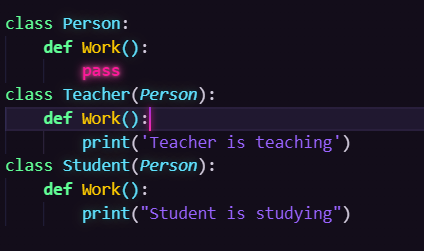 class Person:
    def Work():
        pass
class Teacher(Person):
    def Work():
        print('Teacher is teaching')
class Student(Person):
    def Work():
        print("Student is studying")